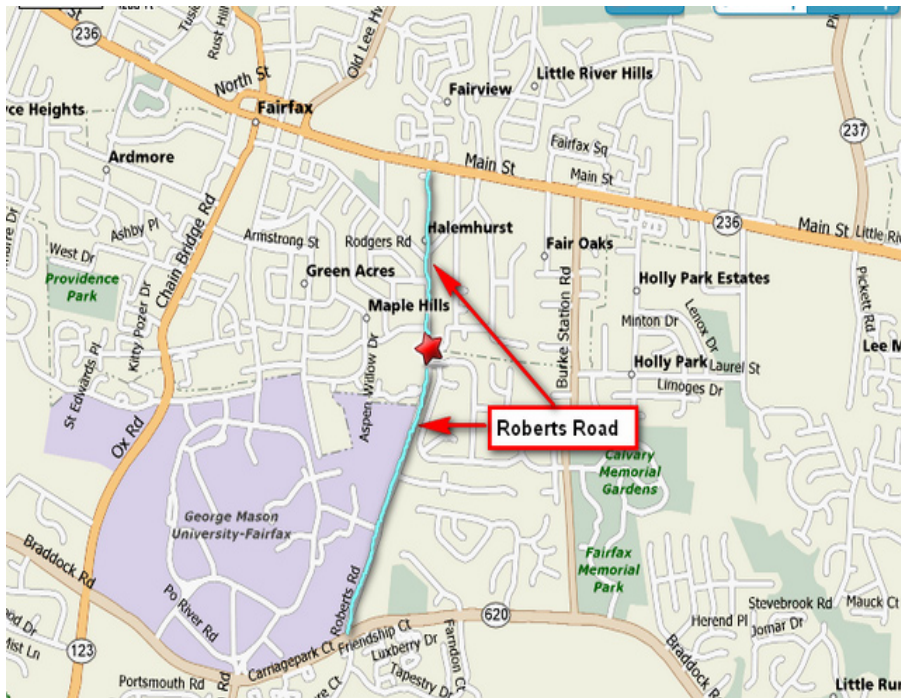 236
North St
Fairfax
Old Lee
Fairview
Little River Hills
237
Heights
Ardmore
Main St
Fairfax Sq
Main St
236
Main St
Little
Ashby Pl
West Dr
Armstrong St
Rodgers Rd
Halemhurst
Fair Oaks
Chain Bridge Rd
Providence
Park
Green Acres
Holly Park Estates
Pickett Rd
Kitty Pozer Dr
Maple Hills
Lenox Dr
Minton Dr
Burke Station Rd
Lee
St Edwards Pl
Aspen Willow Dr
Holly Park
Laurel St
Limoges Dr
Ox Rd
Roberts Road
Calvary
Memorial
Gardens
George Mason
University-Fairfax
Braddock Rd
Fairfax
Memorial
Park
Po River Rd
Roberts Rd
620
Stevebrook Rd
Mauck Ct
Herend Pl
Jomar Dr
123
Friendship Ct
Carriagepark Ct
Luxberry Dr
Farndon Ct
Braddock
Portsmouth Rd
Rd
Tapestry Dr
Little